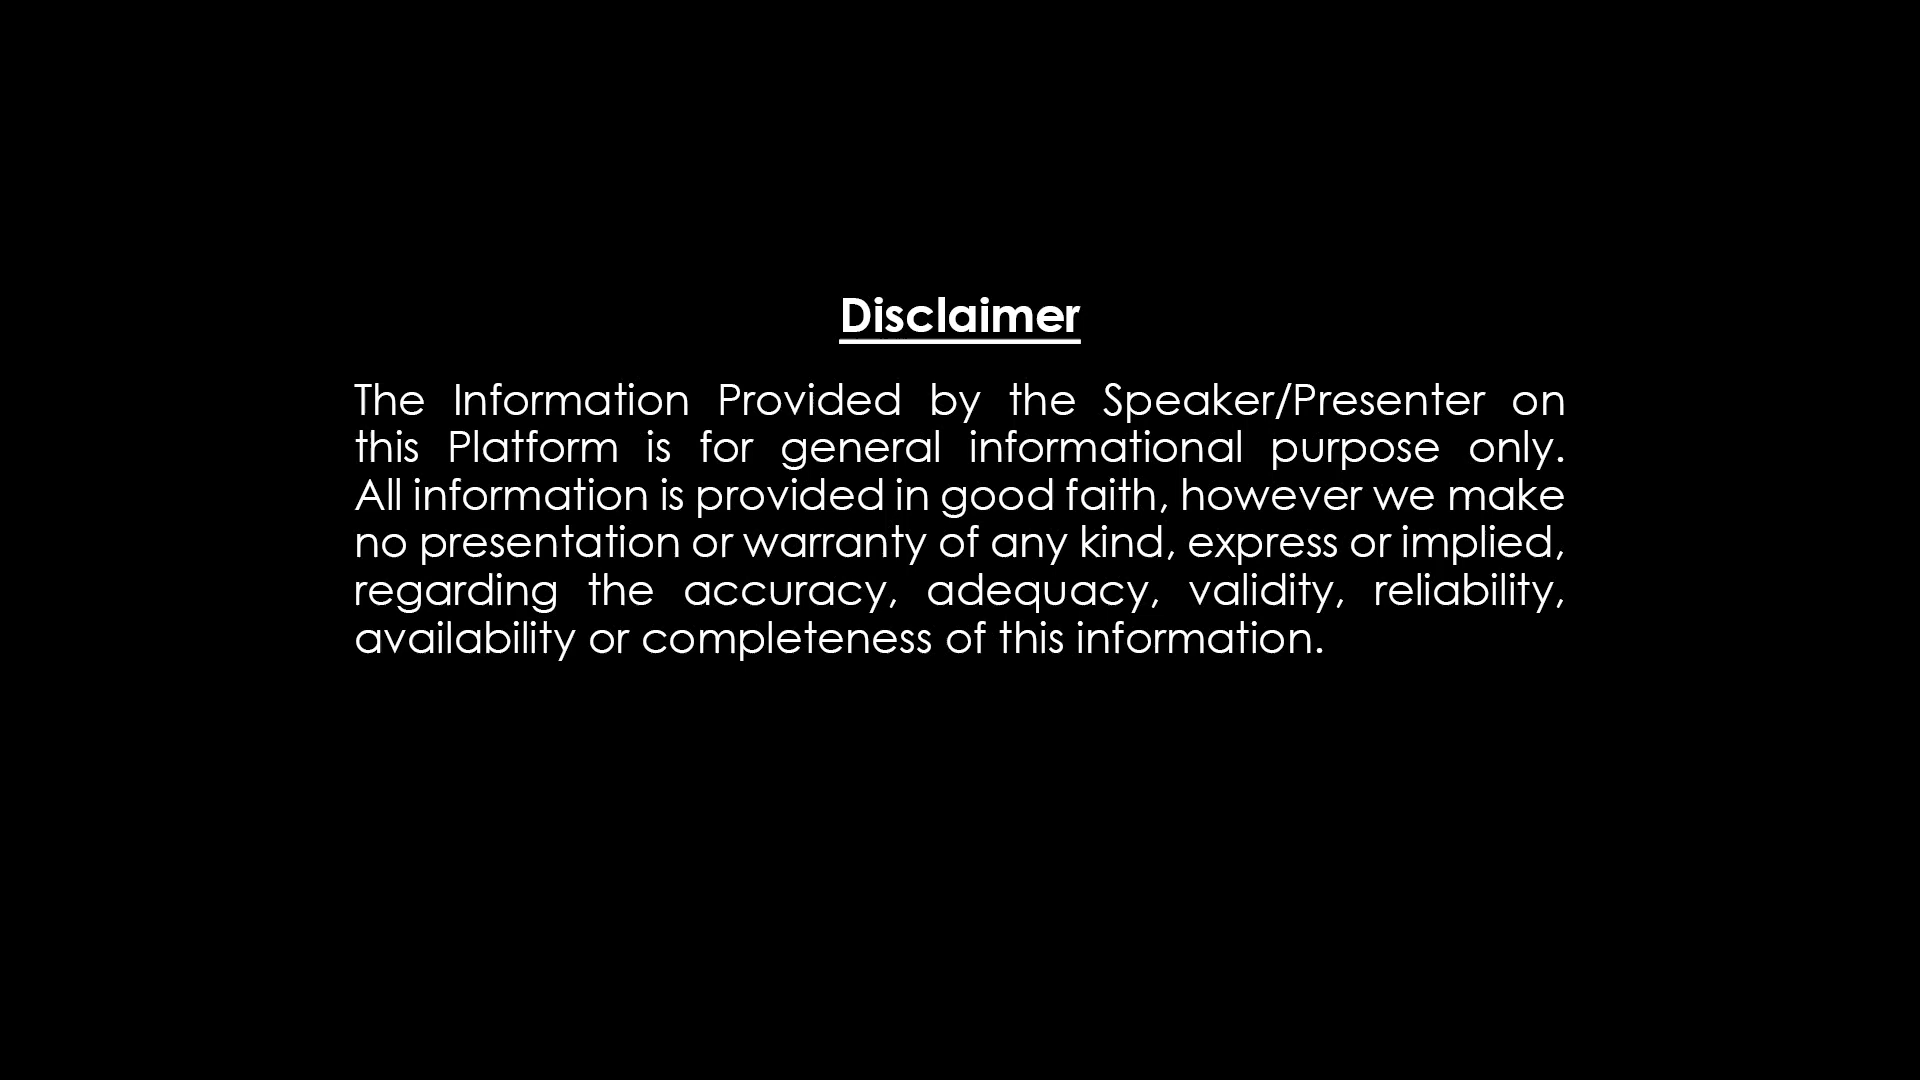 Disclaimer
The Information Provided by the Speaker/Presenter on
this Platform is for general informational purpose only.
All information is provided in good faith, however we make
no presentation or warranty of any kind, express or implied,
regarding the accuracy, adequacy, validity, reliability,
availability or completeness of this information.